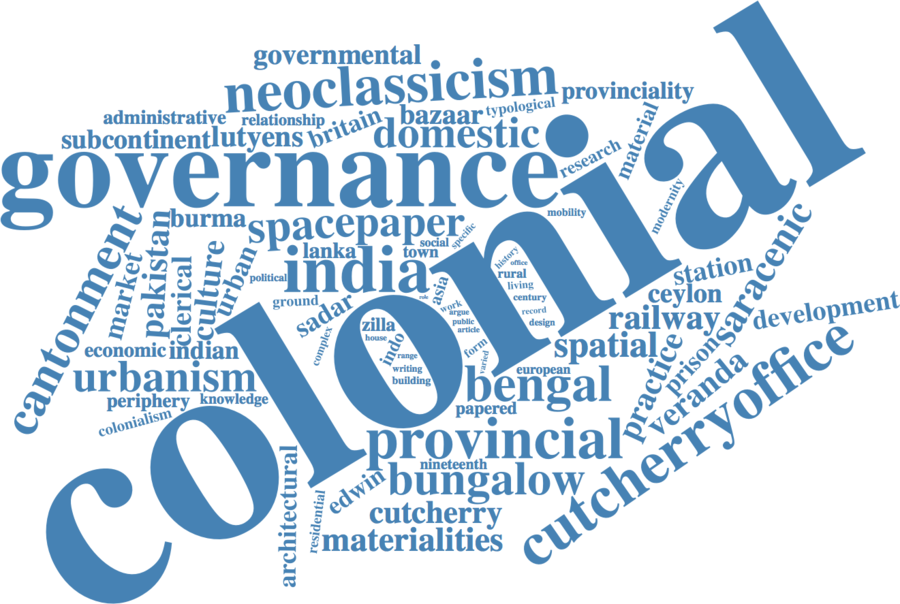 governmental
neoclassicism
provinciality
administrative
relationship
bazaar
typological
subcontinent
lutyens
britain
domestic
material
governance
research
colonial
modernity
mobility
burma
spacepaper
specific
cantonment
market
pakistan
clerical
culture
urban
lanka
social
town
india
political
history
office
rural
living
century
record
design
asia
work
argue
public
article
ground
sadar
complex
zilla
house
indo
range
writing
building
form
varied
station
ceylon
saracenic
railway
development
spatial
european
economic
indian
urbanism
periphery
knowledge
colonialism
bengal
papered
practice
prison
veranda
cutcherryoffice
provincial
nineteenth
bungalow
edwin
cutcherry
architectural
residential
materialities